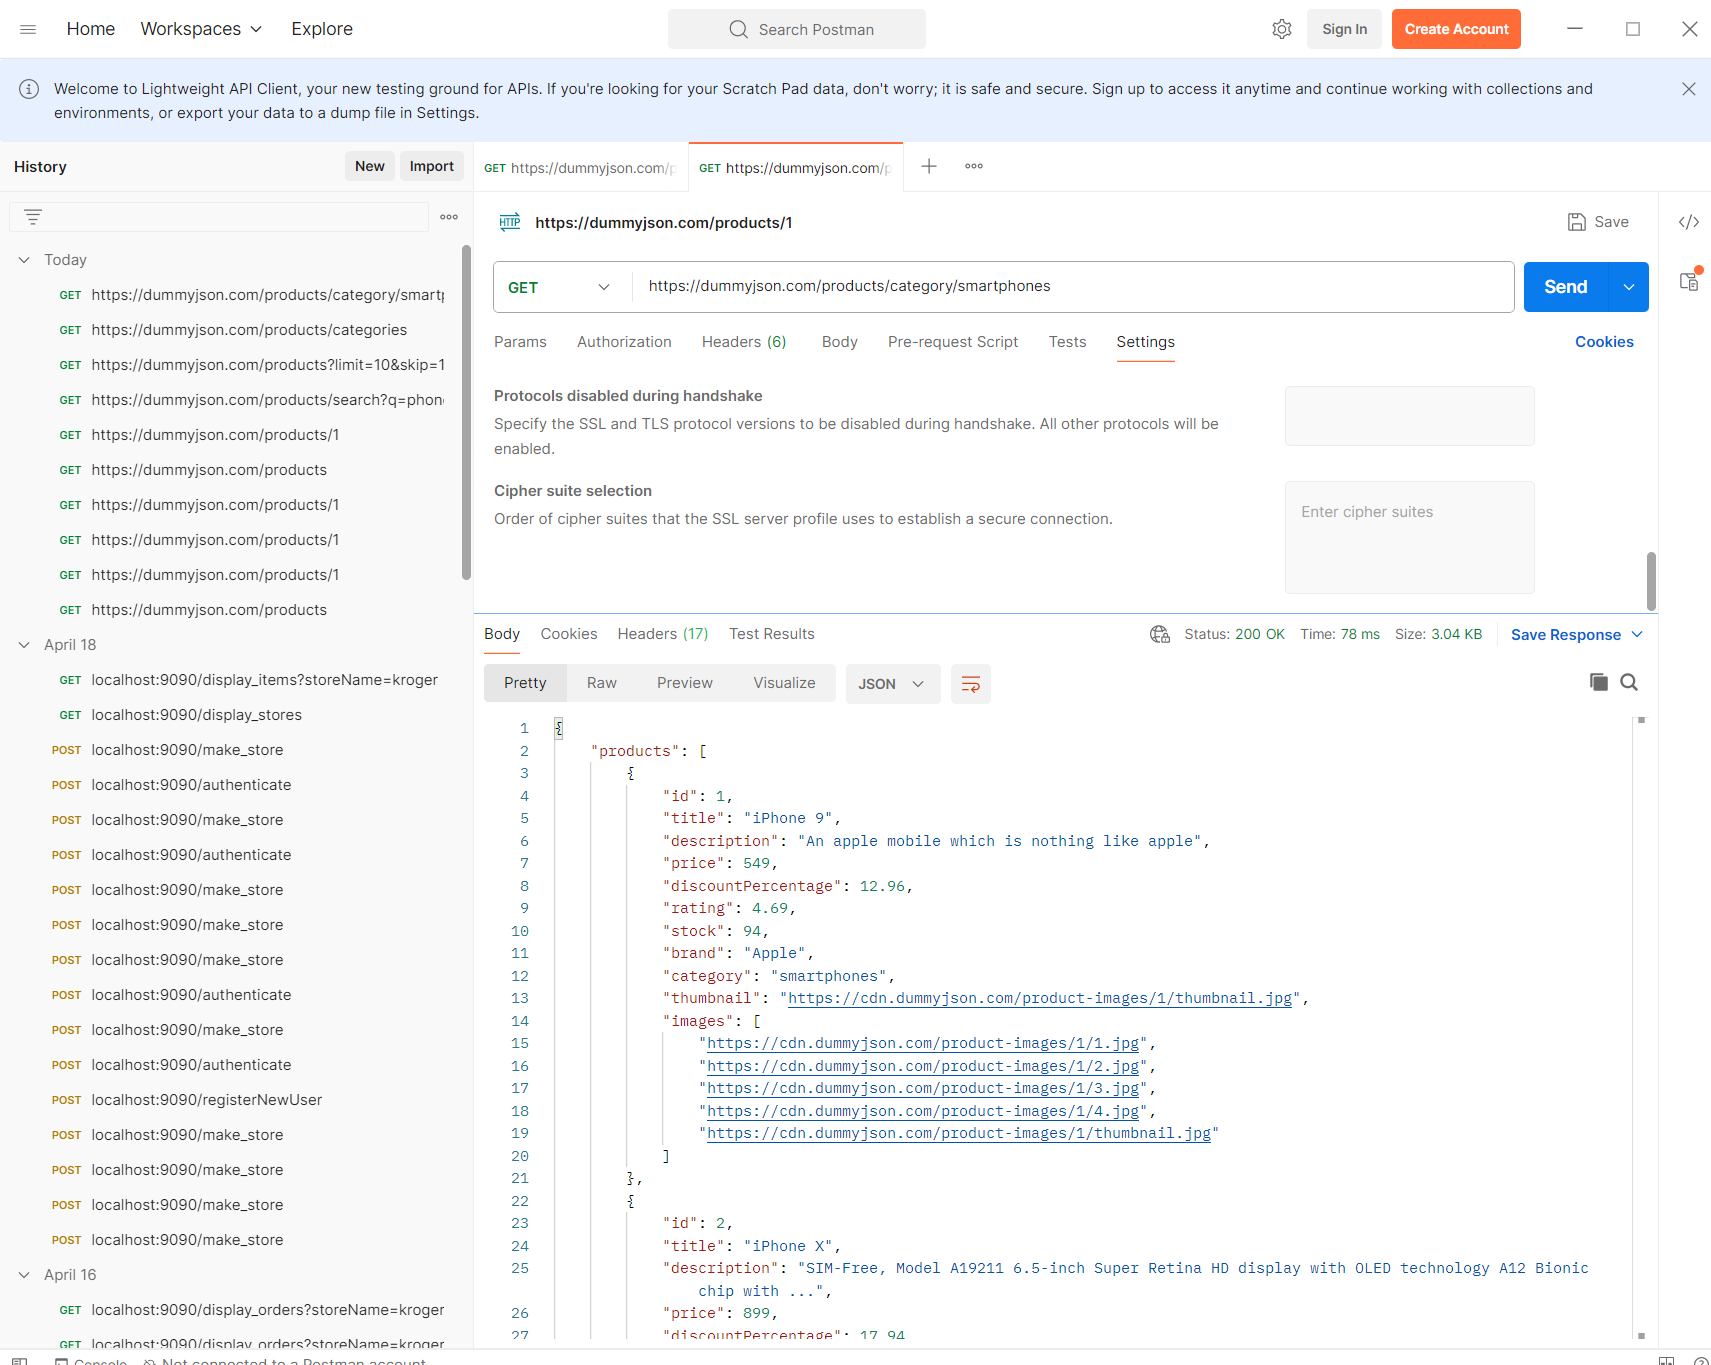 Home Workspaces Explore Search Postman Sign In Create Account
Welcome to Lightweight API Client, your new testing ground for APIs. If you're looking for your Scratch Pad data, don't worry; it is safe and secure. Sign up to access it anytime and continue working with collections and
environments, or export your data to a dump file in Settings.
History New Import
GET https://dummyjson.com/p GET https://dummyjson.com/p
Today
GET https://dummyjson.com/products/category/smartp
GET https://dummyjson.com/products/categories
GET https://dummyjson.com/products?limit=10&skip=1
GET https://dummyjson.com/products/search?q=phon
GET https://dummyjson.com/products/1
GET https://dummyjson.com/products
GET https://dummyjson.com/products/1
GET https://dummyjson.com/products/1
GET https://dummyjson.com/products/1
GET https://dummyjson.com/products
April 18
GET localhost:9090/display_items?storeName=kroger
GET localhost:9090/display_stores
POST localhost:9090/make_store
POST localhost:9090/authenticate
POST localhost:9090/make_store
POST localhost:9090/authenticate
POST localhost:9090/make_store
POST localhost:9090/make_store
POST localhost:9090/make_store
POST localhost:9090/authenticate
POST localhost:9090/make_store
POST localhost:9090/authenticate
POST localhost:9090/registerNewUser
POST localhost:9090/make_store
POST localhost:9090/make_store
POST localhost:9090/make_store
POST localhost:9090/make_store
April 16
GET localhost:9090/display_orders?storeName=kroger
GET localhost:9090/display_orders?storeName=kroger
HTTP https://dummyjson.com/products/1 Save
GET https://dummyjson.com/products/category/smartphones Send
Params Authorization Headers (6) Body Pre-request Script Tests Settings Cookies
Protocols disabled during handshake
Specify the SSL and TLS protocol versions to be disabled during handshake. All other protocols will be
enabled.
Cipher suite selection
Order of cipher suites that the SSL server profile uses to establish a secure connection.
Enter cipher suites
Body Cookies Headers (17) Test Results Status: 200 OK Time: 78 ms Size: 3.04 KB Save Response
Pretty Raw Preview Visualize JSON
1 {
2 "products": [
3 {
4 "id": 1,
5 "title": "iPhone 9",
6 "description": "An apple mobile which is nothing like apple",
7 "price": 549,
8 "discountPercentage": 12.96,
9 "rating": 4.69,
10 "stock": 94,
11 "brand": "Apple",
12 "category": "smartphones",
13 "thumbnail": "https://cdn.dummyjson.com/product-images/1/thumbnail.jpg",
14 "images": [
15 "https://cdn.dummyjson.com/product-images/1/1.jpg",
16 "https://cdn.dummyjson.com/product-images/1/2.jpg",
17 "https://cdn.dummyjson.com/product-images/1/3.jpg",
18 "https://cdn.dummyjson.com/product-images/1/4.jpg",
19 "https://cdn.dummyjson.com/product-images/1/thumbnail.jpg"
20 ]
21 },
22 {
23 "id": 2,
24 "title": "iPhone X",
25 "description": "SIM-Free, Model A19211 6.5-inch Super Retina HD display with OLED technology A12 Bionic
chip with ...",
26 "price": 899,
27 "discountPercentage": 17.94
Console Not connected to a Postman account